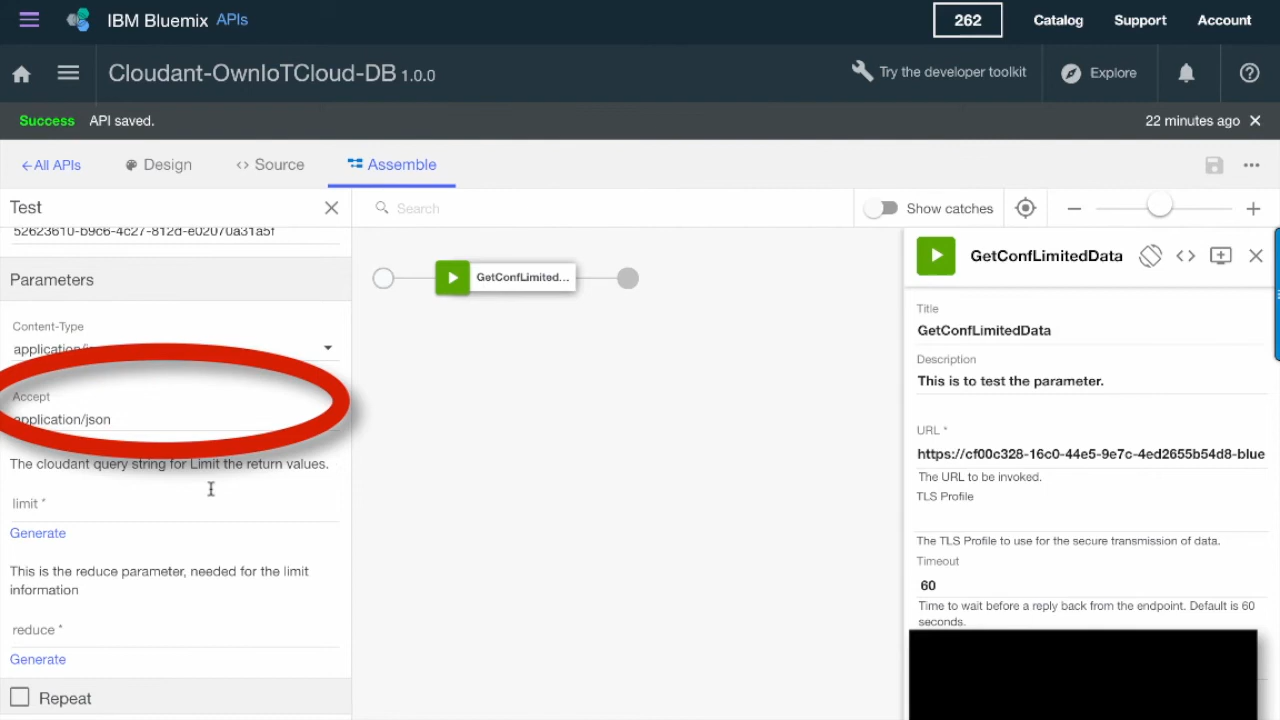 IBM Bluemix APIs
262
Catalog
Support
Account
Cloudant-OwnIoTCloud-DB 1.0.0
Try the developer toolkit
Explore
Success API saved.
22 minutes ago
All APIs
Design
Source
Assemble
Test
Search
Show catches
52623610-b9c6-4c27-812d-e02070a31a5f
Parameters
Content-Type
Accept
application/json
The cloudant query string for Limit the return values.
limit *
Generate
This is the reduce parameter, needed for the limit
information
reduce *
Generate
Repeat
GetConfLimited...
GetConfLimitedData
Title
GetConfLimitedData
Description
This is to test the parameter.
URL *
https://cf00c328-16c0-44e5-9e7c-4ed2655b54d8-blue
The URL to be invoked.
TLS Profile
The TLS Profile to use for the secure transmission of data.
Timeout
60
Time to wait before a reply back from the endpoint. Default is 60
seconds.